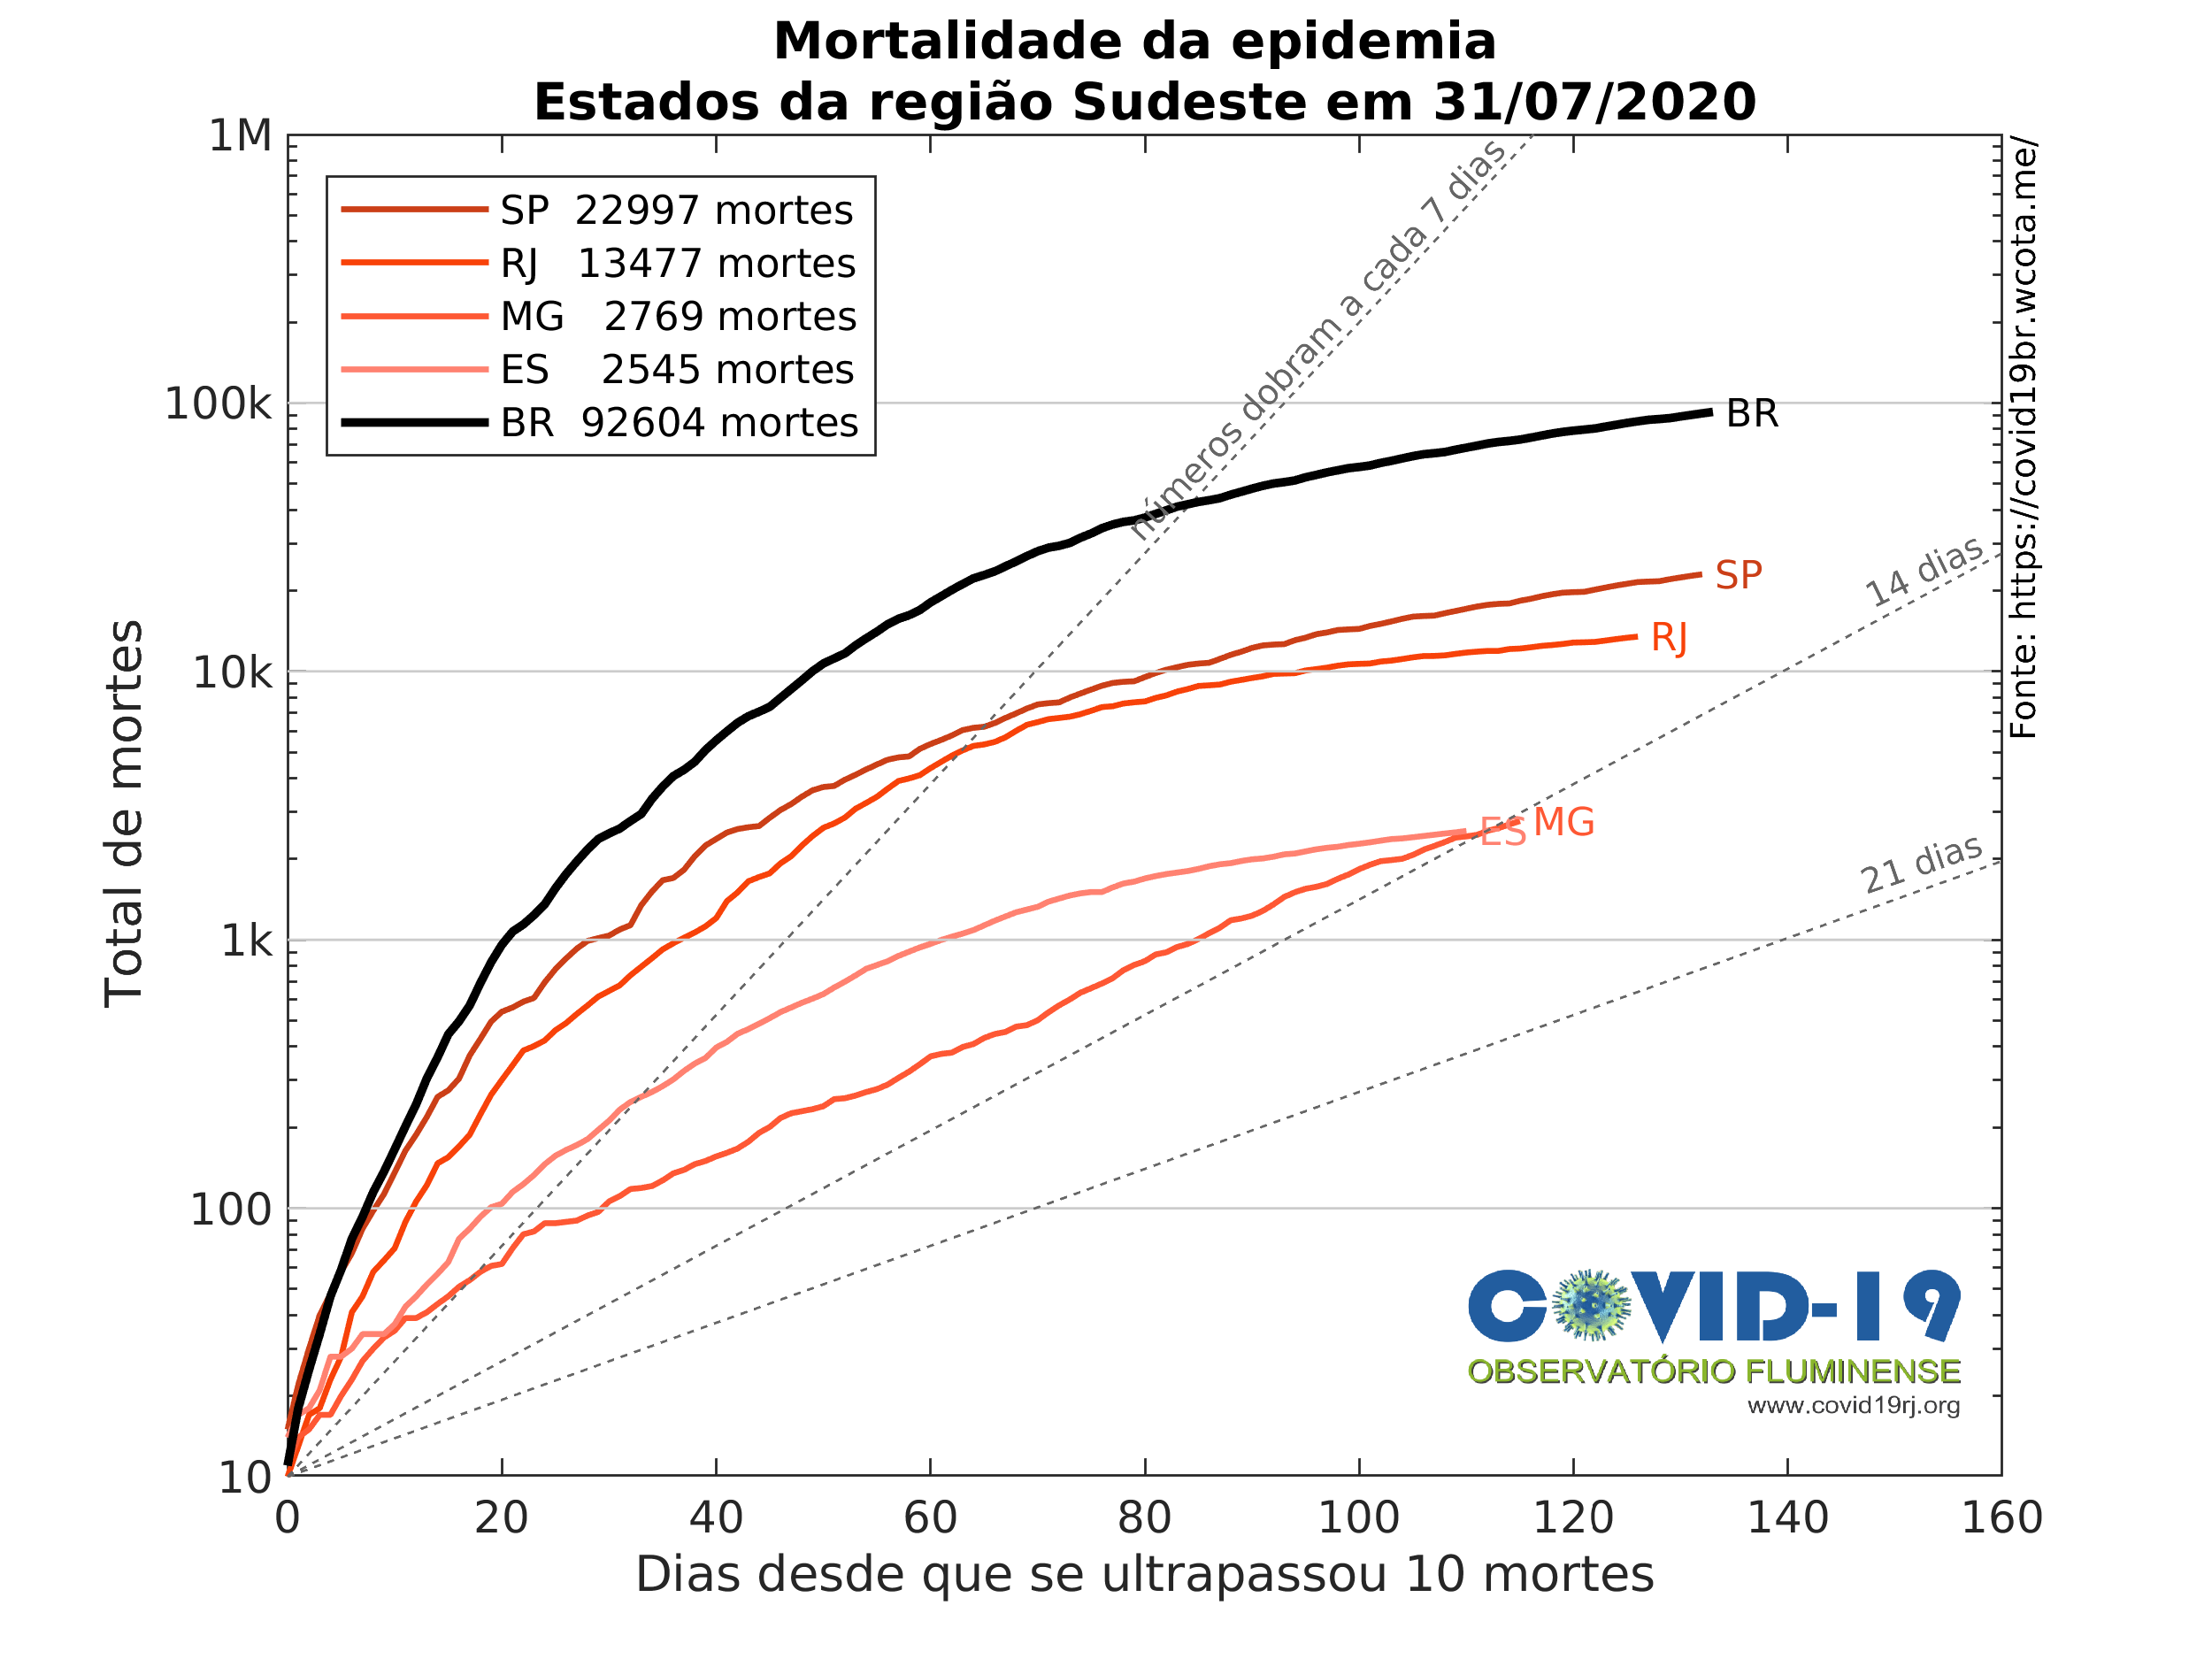 Mortalidade da epidemia
Estados da região Sudeste em 31/07/2020
1M
100k
10k
1k
100
10
Total de mortes
SP 22997 mortes
RJ 13477 mortes
MG 2769 mortes
ES 2545 mortes
BR 92604 mortes
números dobram a cada 7 dias
14 dias
21 dias
BR
SP
RJ
ES
MG
Fonte: https://covid19br.wcota.me/
COVID-19
OBSERVATÓRIO FLUMINENSE
www.covid19rj.org
0 20 40 60 80 100 120 140 160
Dias desde que se ultrapassou 10 mortes